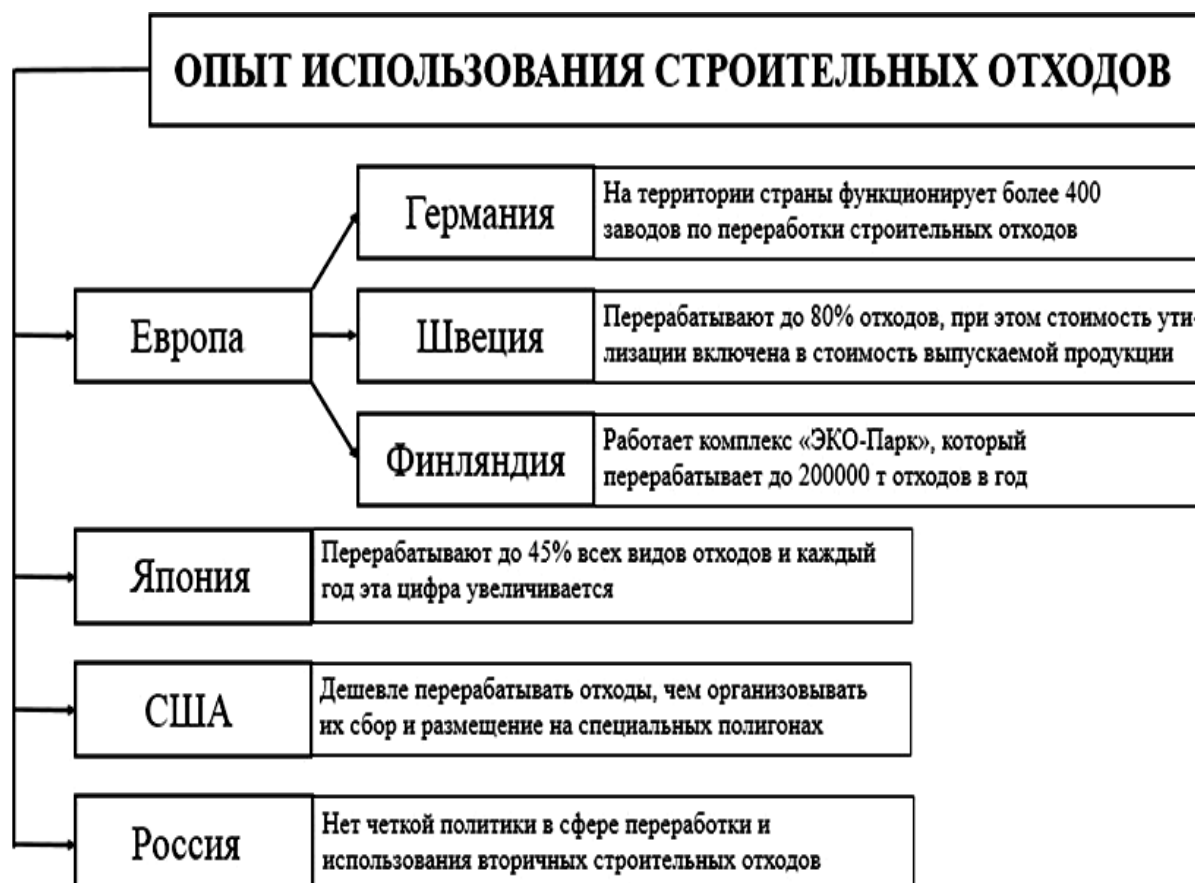 ОПЫТ ИСПОЛЬЗОВАНИЯ СТРОИТЕЛЬНЫХ ОТХОДОВ
Европа
Германия
На территории страны функционирует более 400
заводов по переработки строительных отходов
Швеция
Перерабатывают до 80% отходов, при этом стоимость ути-
лизации включена в стоимость выпускаемой продукции
Финляндия
Работает комплекс «ЭКО-Парк», который
перерабатывает до 200000 т отходов в год
Япония
Перерабатывают до 45% всех видов отходов и каждый
год эта цифра увеличивается
США
Дешевле перерабатывать отходы, чем организовывать
их сбор и размещение на специальных полигонах
Россия
Нет четкой политики в сфере переработки и
использования вторичных строительных отходов